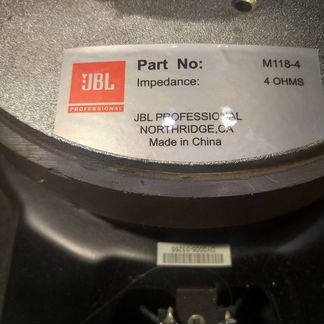 JBL
PROFESSIONAL
Part No: M118-4
Impedance: 4 OHMS
JBL PROFESSIONAL
NORTHRIDGE,CA
Made in China